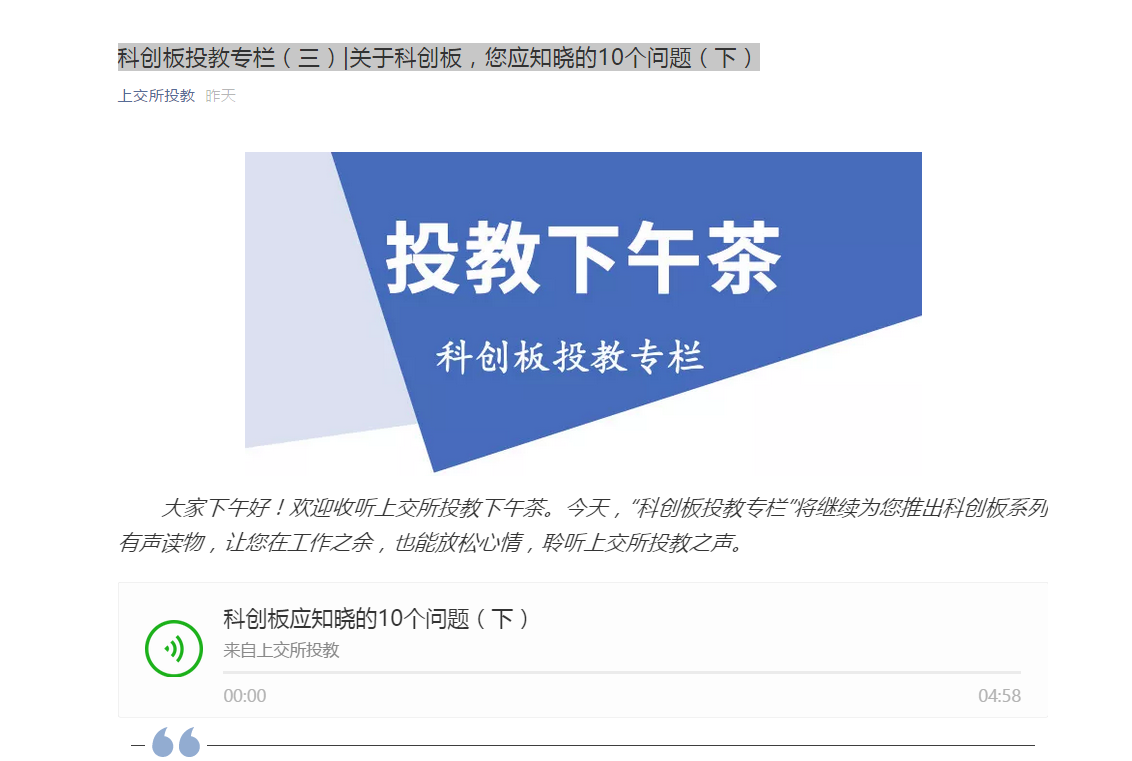 科创板投教专栏（三）|关于科创板，您应知晓的10个问题（下）
上交所投教 昨天
投教下午茶
科创板投教专栏
大家下午好！欢迎收听上交所投教下午茶。今天，“科创板投教专栏”将继续为您推出科创板系列
有声读物，让您在工作之余，也能放松心情，聆听上交所投教之声。
科创板应知晓的10个问题（下）
来自上交所投教
00:00 04:58